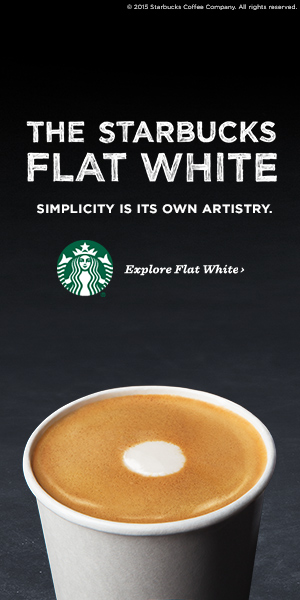 © 2015 Starbucks Coffee Company. All rights reserved.
THE STARBUCKS
FLAT WHITE
SIMPLICITY IS ITS OWN ARTISTRY.
Explore Flat White ›